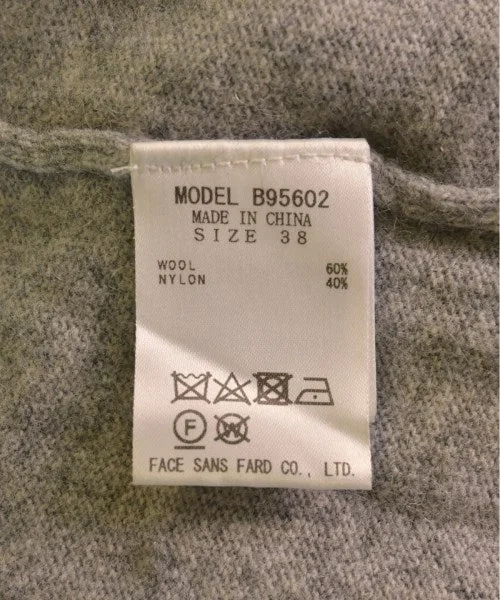 MODEL B95602
MADE IN CHINA
SIZE 38
WOOL 60%
NYLON 40%
F W
FACE SANS FARD CO., LTD.